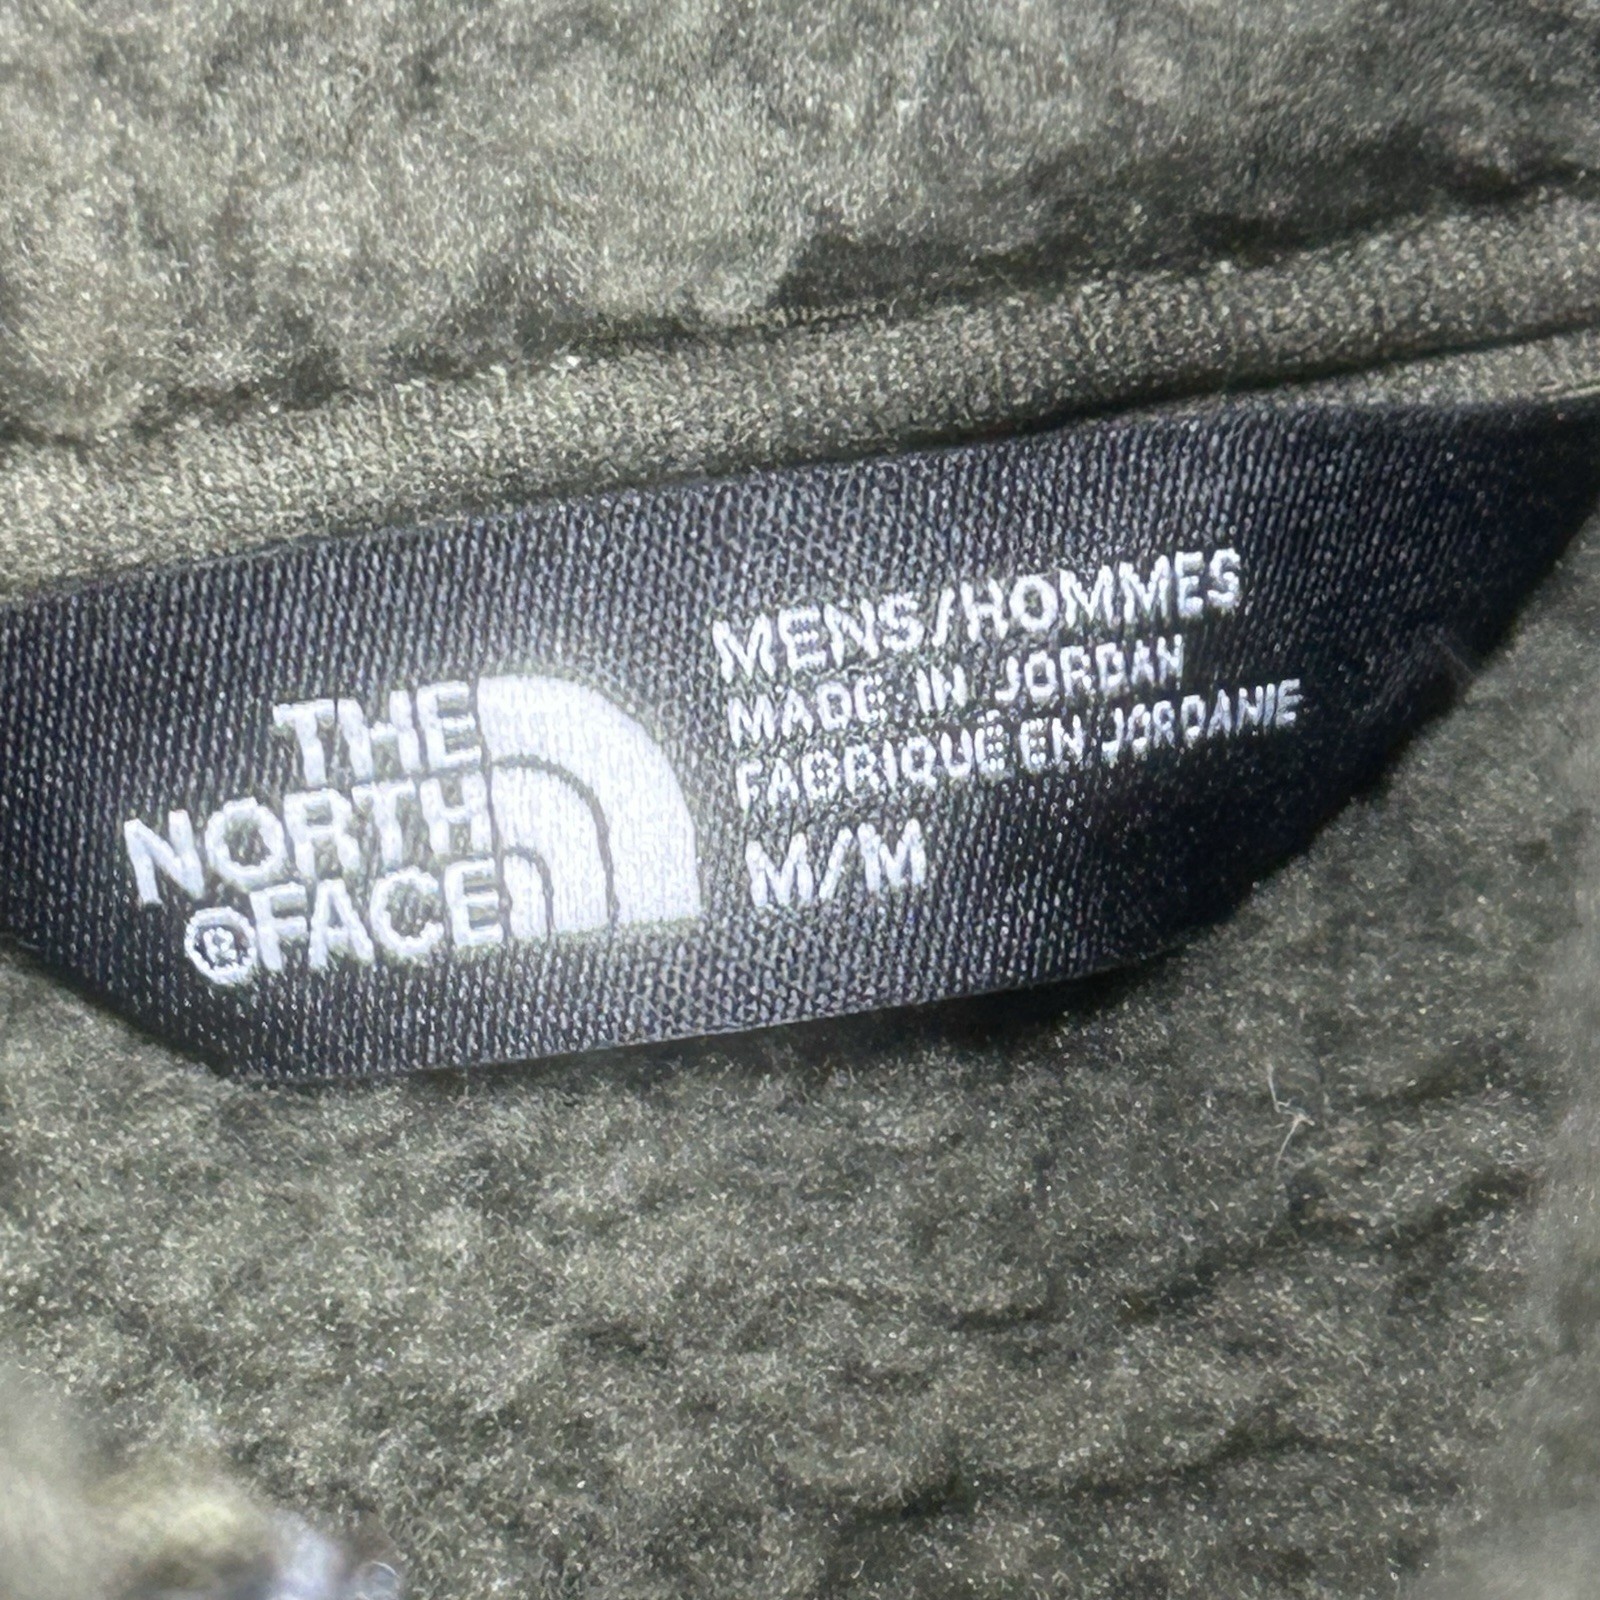 THE
NORTH
®FACE
MENS/HOMMES
MADE IN JORDAN
FABRIQUÉ EN JORDANIE
M/M